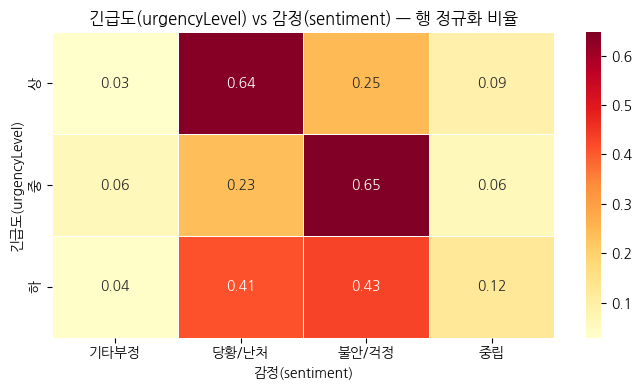 긴급도(urgencyLevel) vs 감정(sentiment) — 행 정규화 비율
긴급도(urgencyLevel)
상 0.03 0.64 0.25 0.09
중 0.06 0.23 0.65 0.06
하 0.04 0.41 0.43 0.12
기타부정 당황/난처 불안/걱정 중립
감정(sentiment)
0.6
0.5
0.4
0.3
0.2
0.1